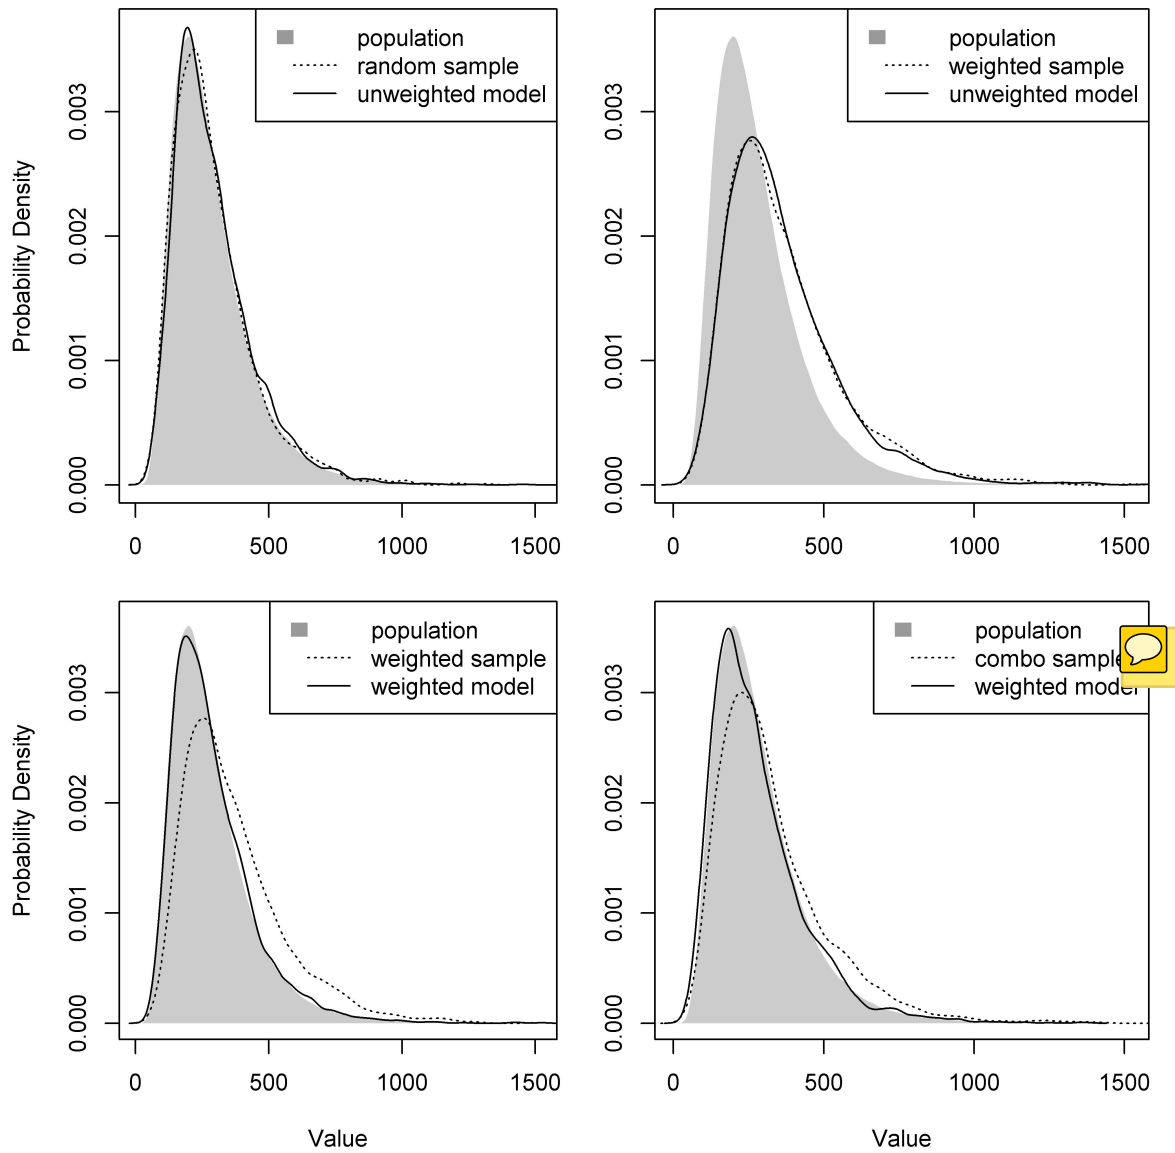 population
random sample
unweighted model
Probability Density
0.003
0.002
0.001
0.000
0
500
1000
1500
population
weighted sample
unweighted model
0.003
0.002
0.001
0.000
0
500
1000
1500
population
weighted sample
weighted model
Probability Density
0.003
0.002
0.001
0.000
0
500
1000
1500
Value
population
combo sample
weighted model
0.003
0.002
0.001
0.000
0
500
1000
1500
Value